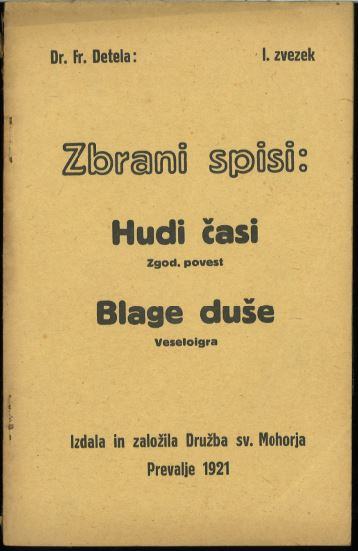 Dr. Fr. Detela: I. zvezek
Zbrani spisi:
Hudi časi
Zgod. povest
Blage duše
Veseloigra
Izdala in založila Družba sv. Mohorja
Prevalje 1921